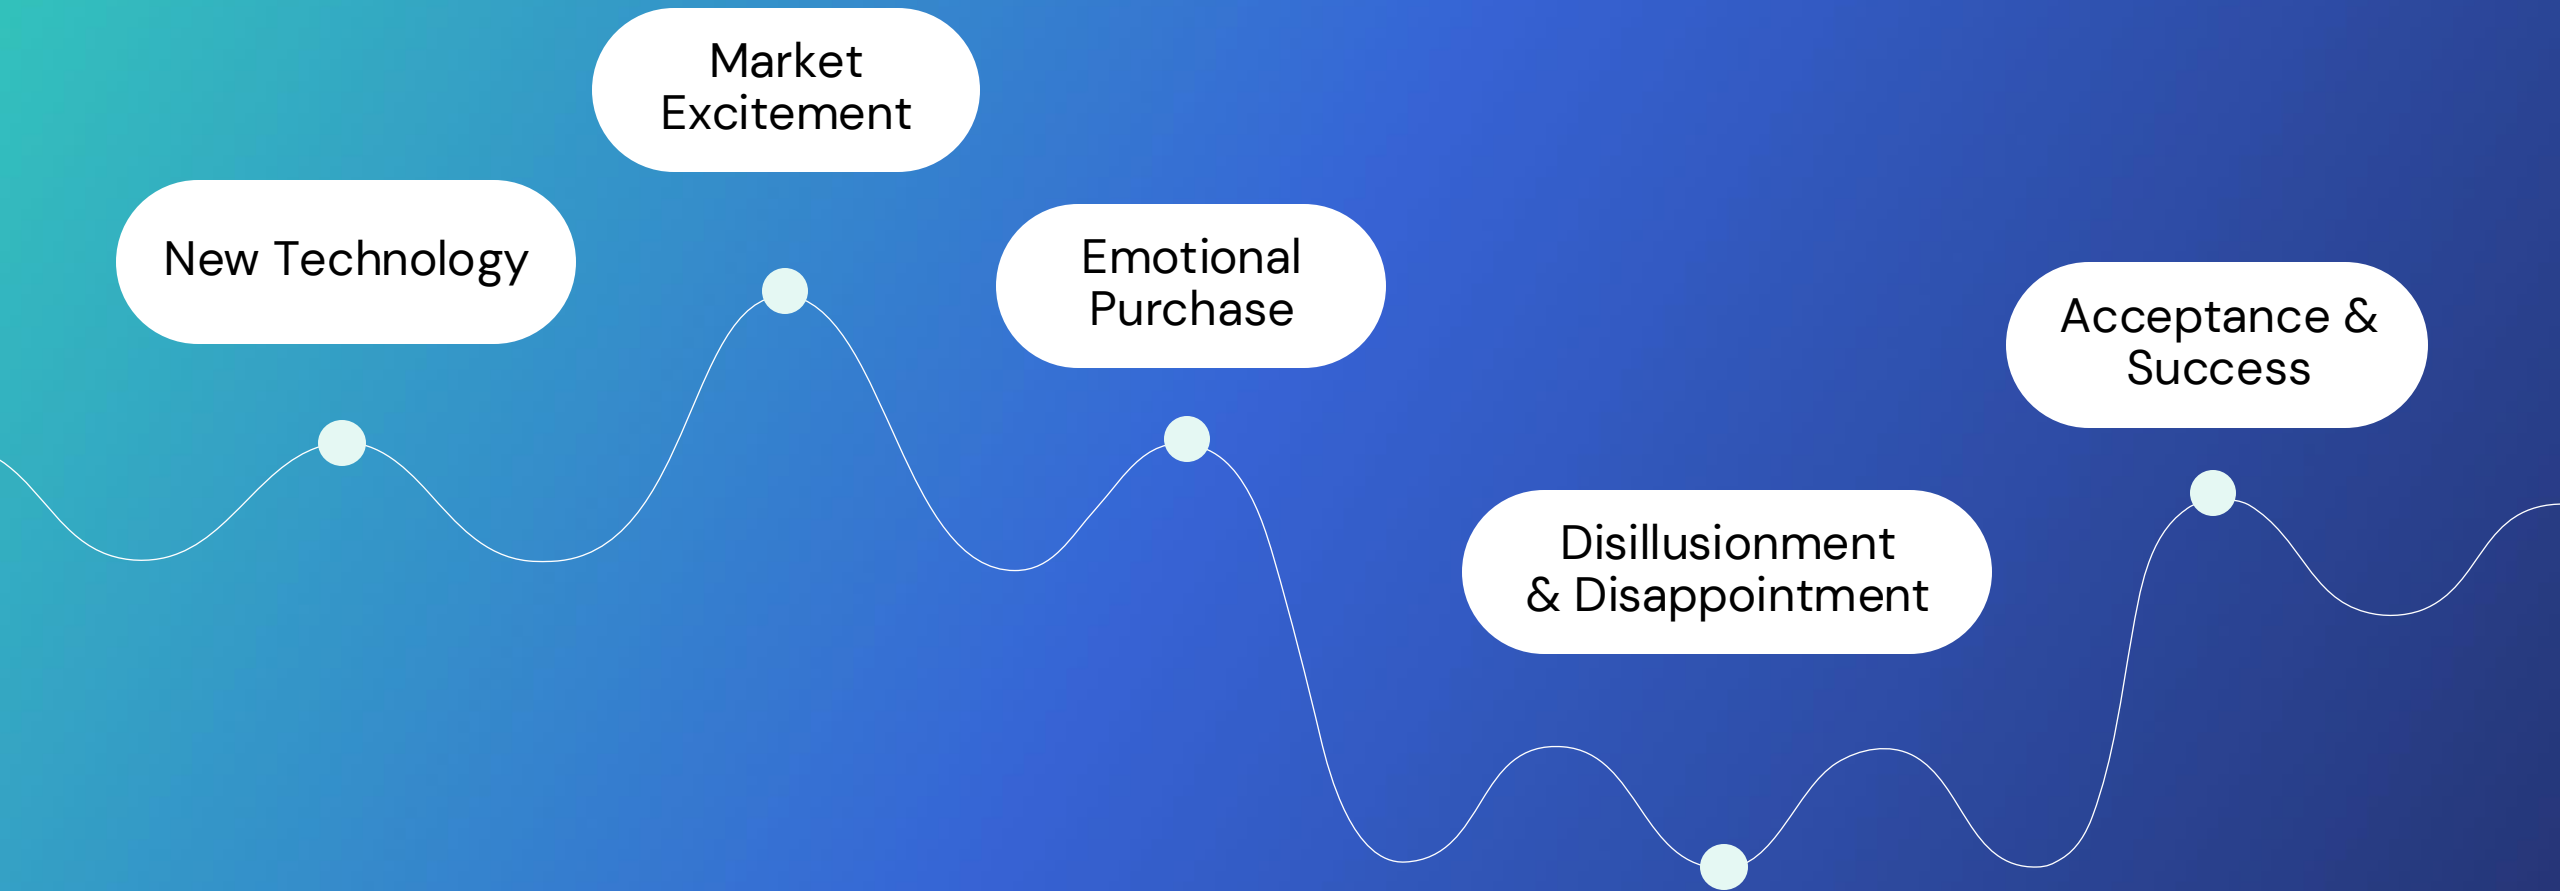 Market
Excitement
New Technology
Emotional
Purchase
Acceptance &
Success
Disillusionment
& Disappointment